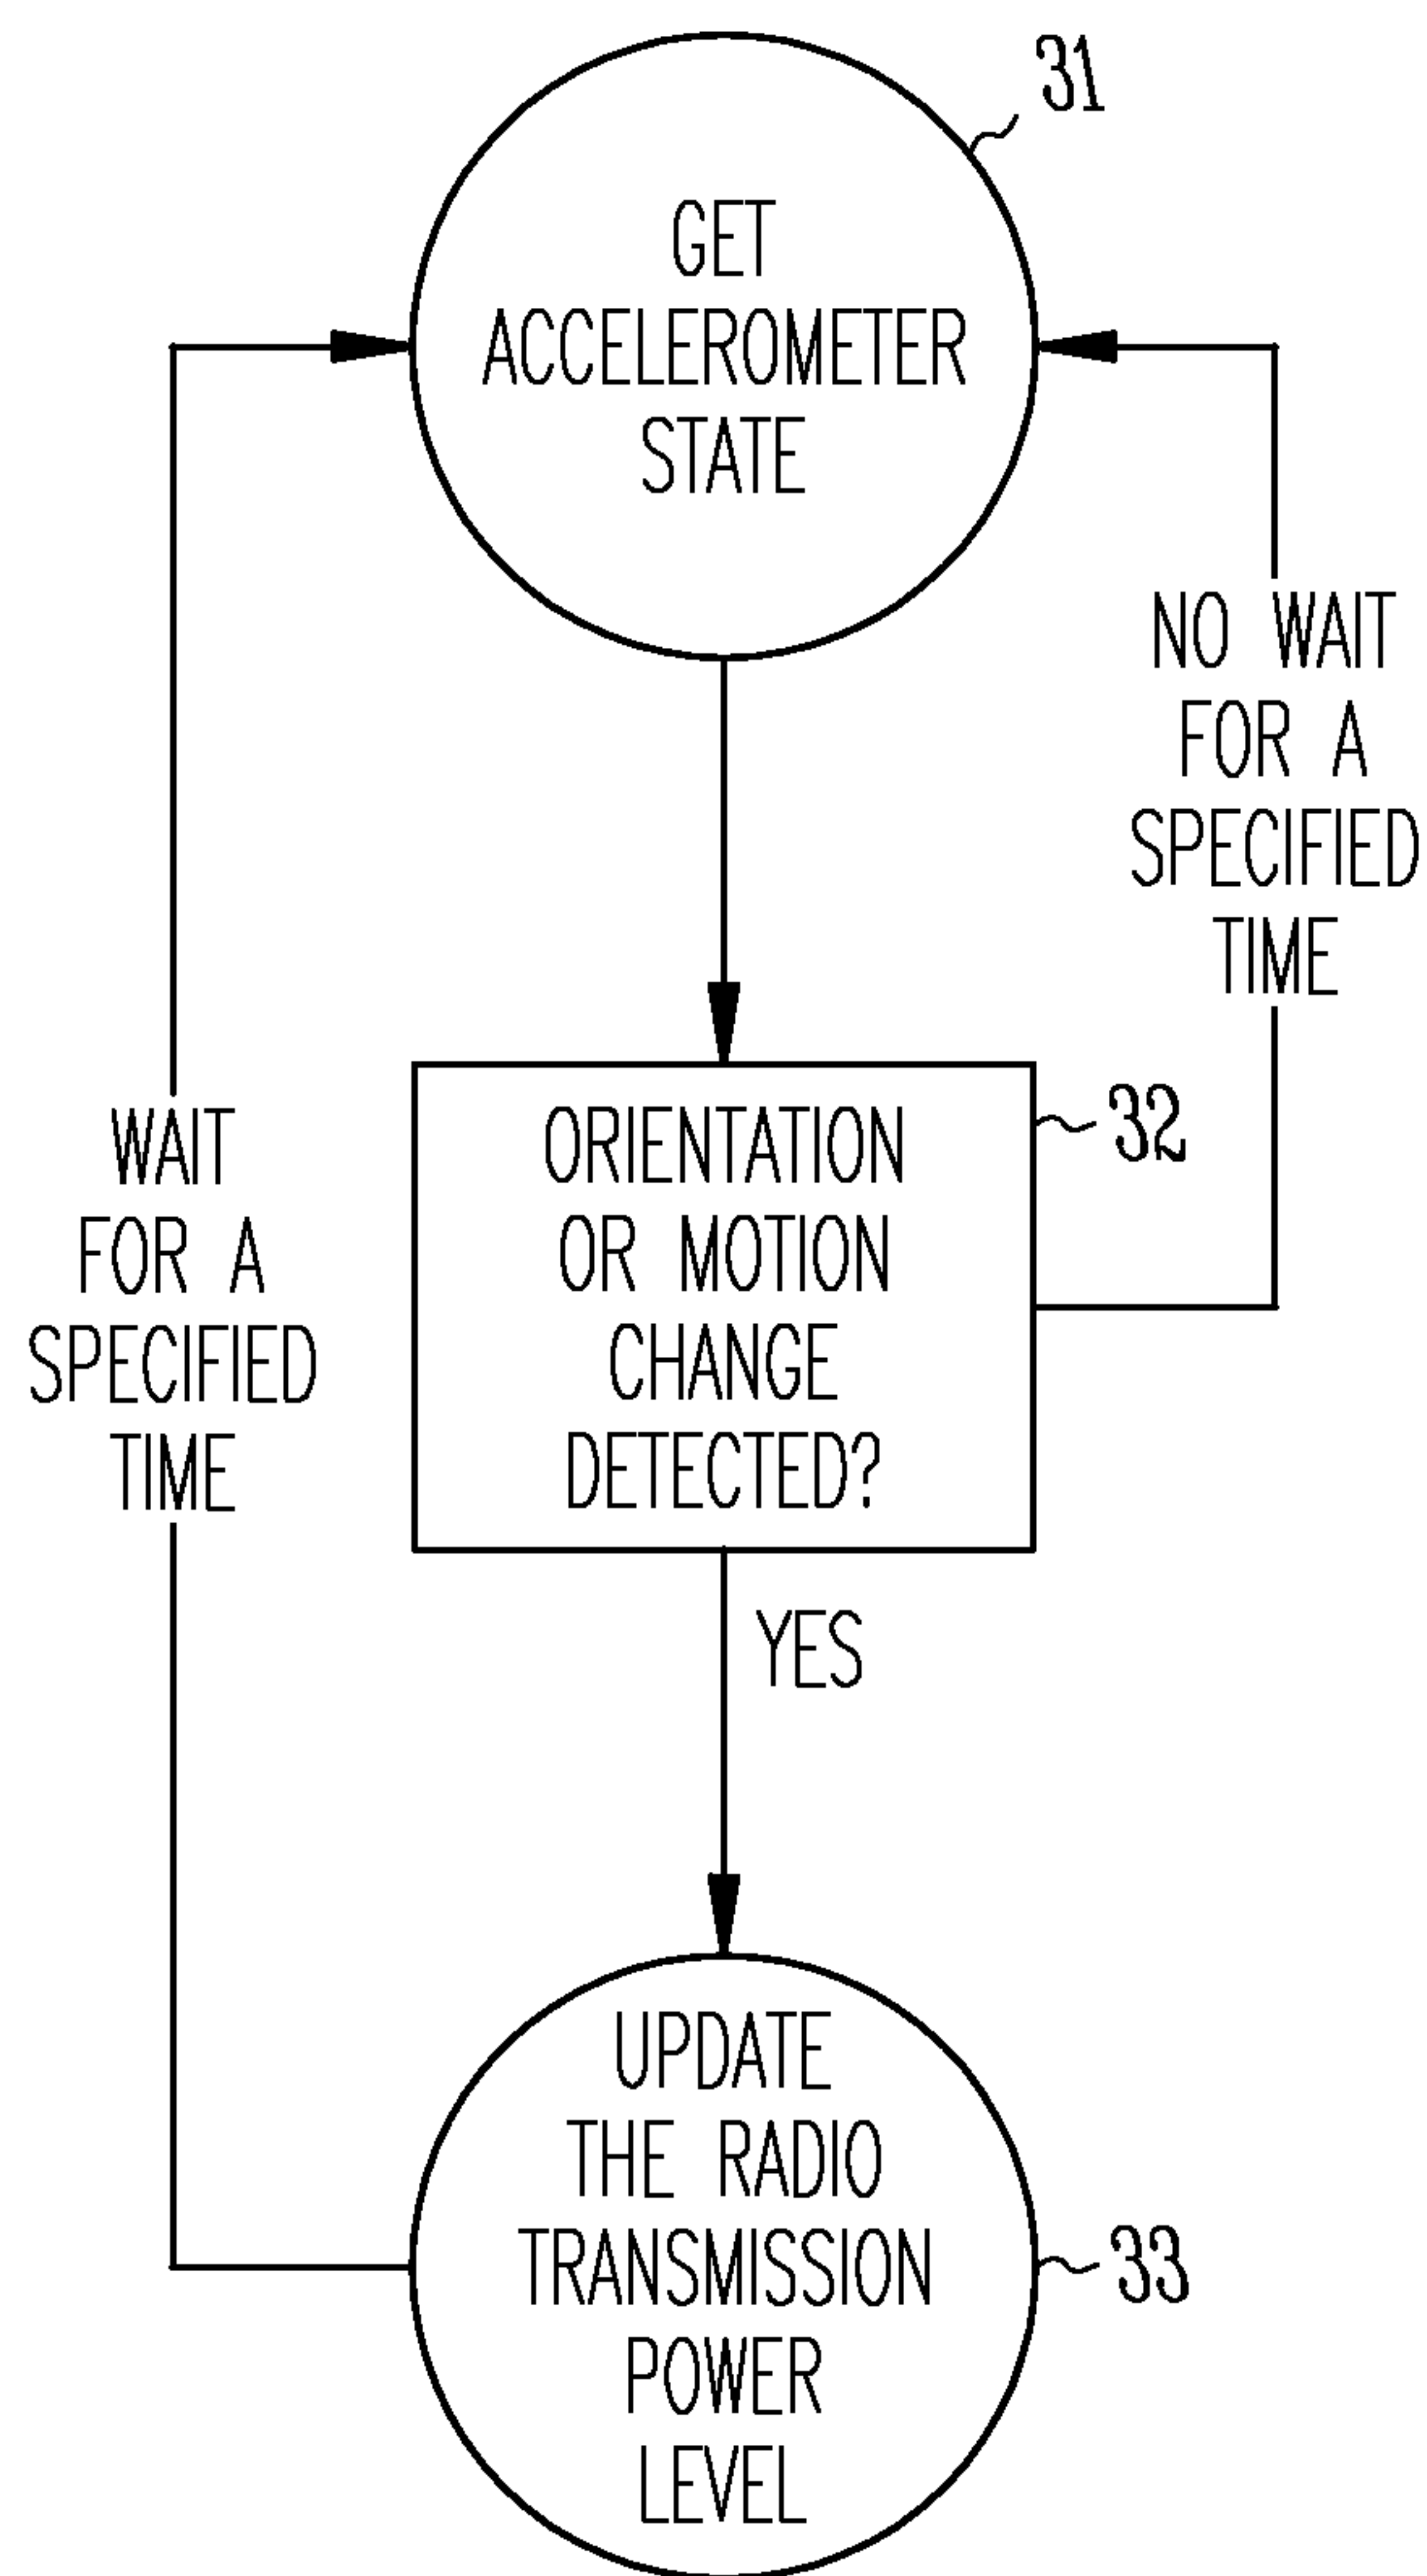 31
GET
ACCELEROMETER
STATE
NO WAIT
FOR A
SPECIFIED
TIME
32
ORIENTATION
OR MOTION
CHANGE
DETECTED?
WAIT
FOR A
SPECIFIED
TIME
YES
UPDATE
THE RADIO
TRANSMISSION
POWER
LEVEL
33